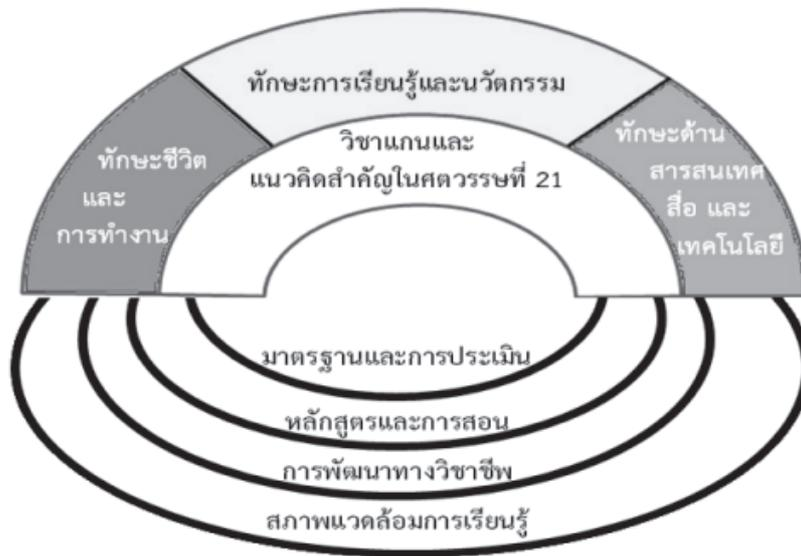 ทักษะการเรียนรู้และนวัตกรรม
วิชาแกนและ
แนวคิดสำคัญในศตวรรษที่ 21
ทักษะชีวิต
และ
การทำงาน
ทักษะด้าน
สารสนเทศ
สื่อ และ
เทคโนโลยี
มาตรฐานและการประเมิน
หลักสูตรและการสอน
การพัฒนาทางวิชาชีพ
สภาพแวดล้อมการเรียนรู้